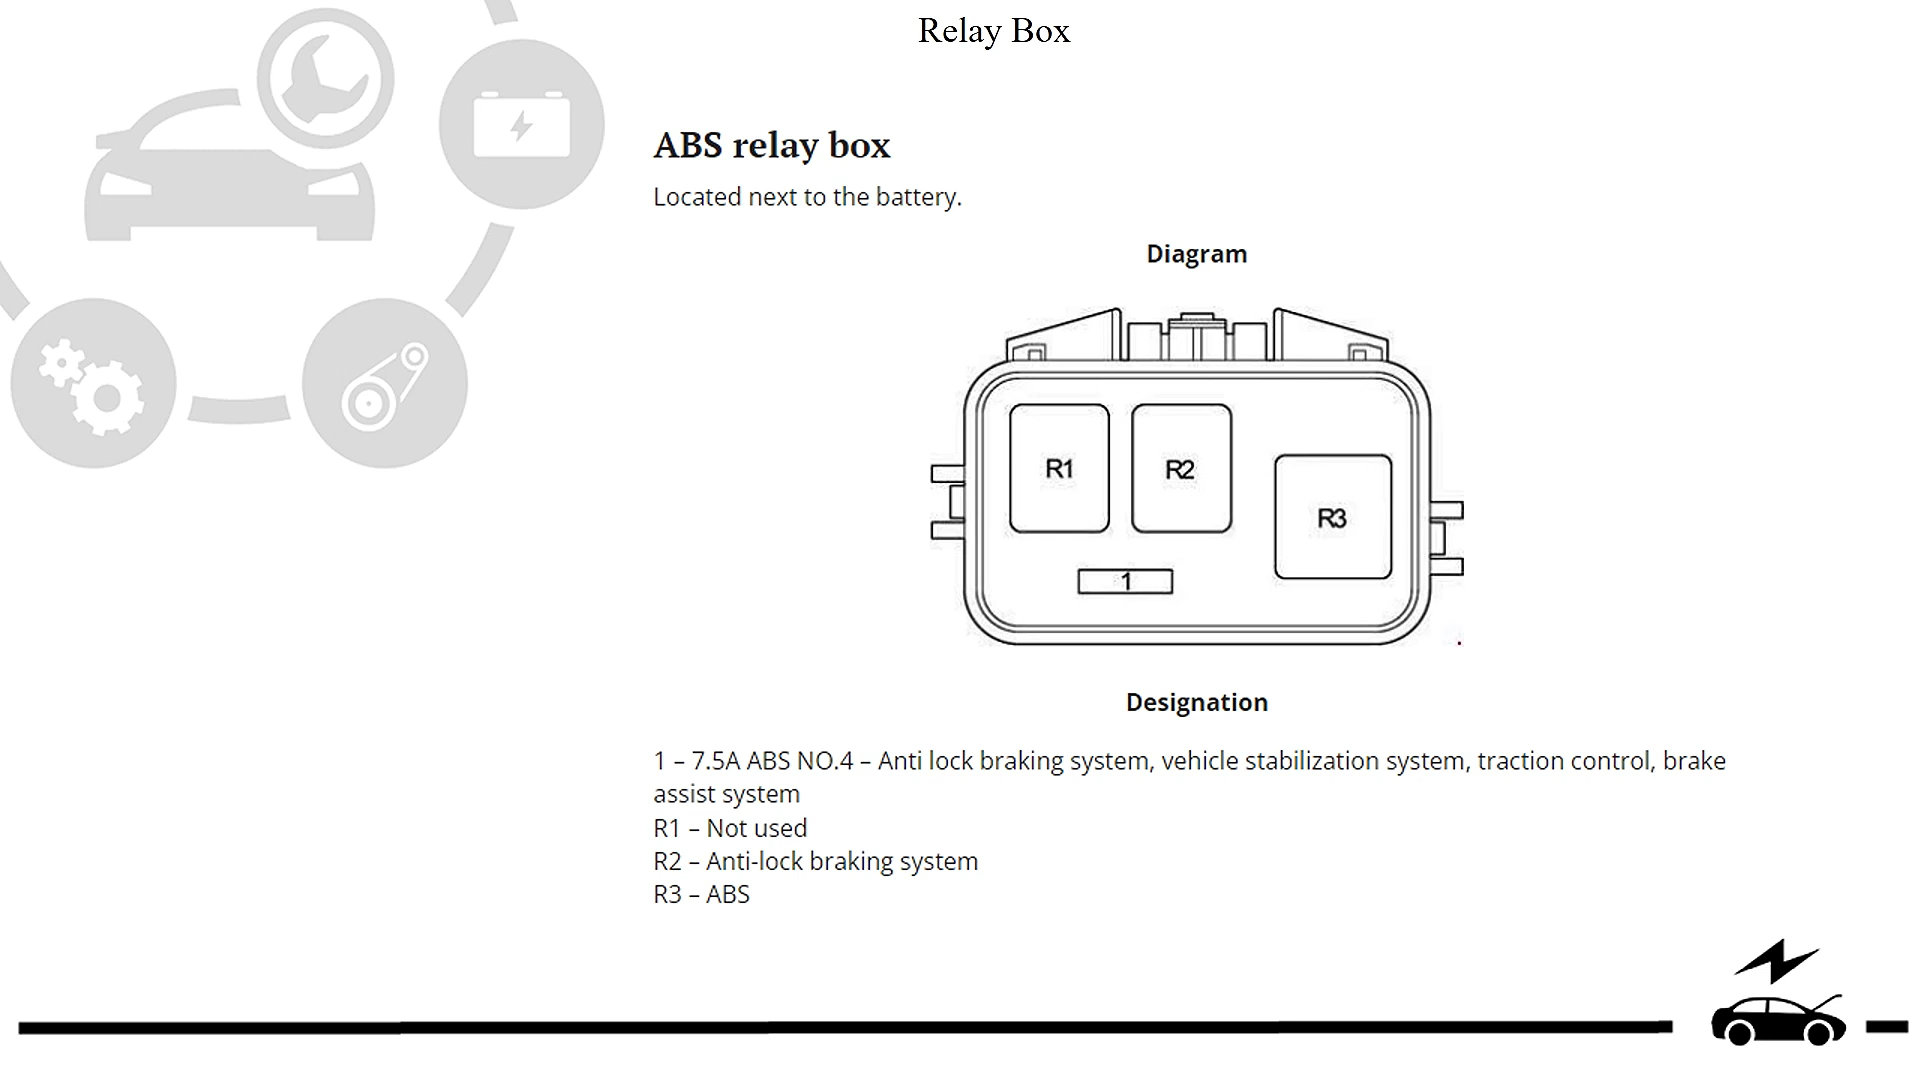 Relay Box
ABS relay box
Located next to the battery.
Diagram
R1
R2
R3
1
Designation
1 – 7.5A ABS NO.4 – Anti lock braking system, vehicle stabilization system, traction control, brake
assist system
R1 – Not used
R2 – Anti-lock braking system
R3 – ABS